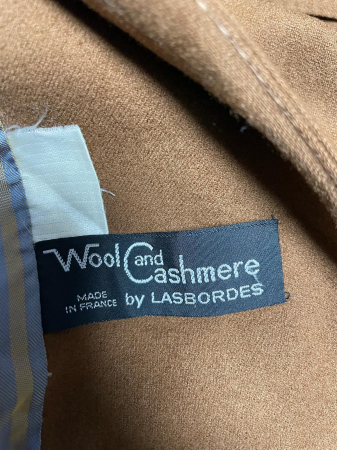 Wool and
Cashmere
MADE
IN FRANCE
by LASBORDES